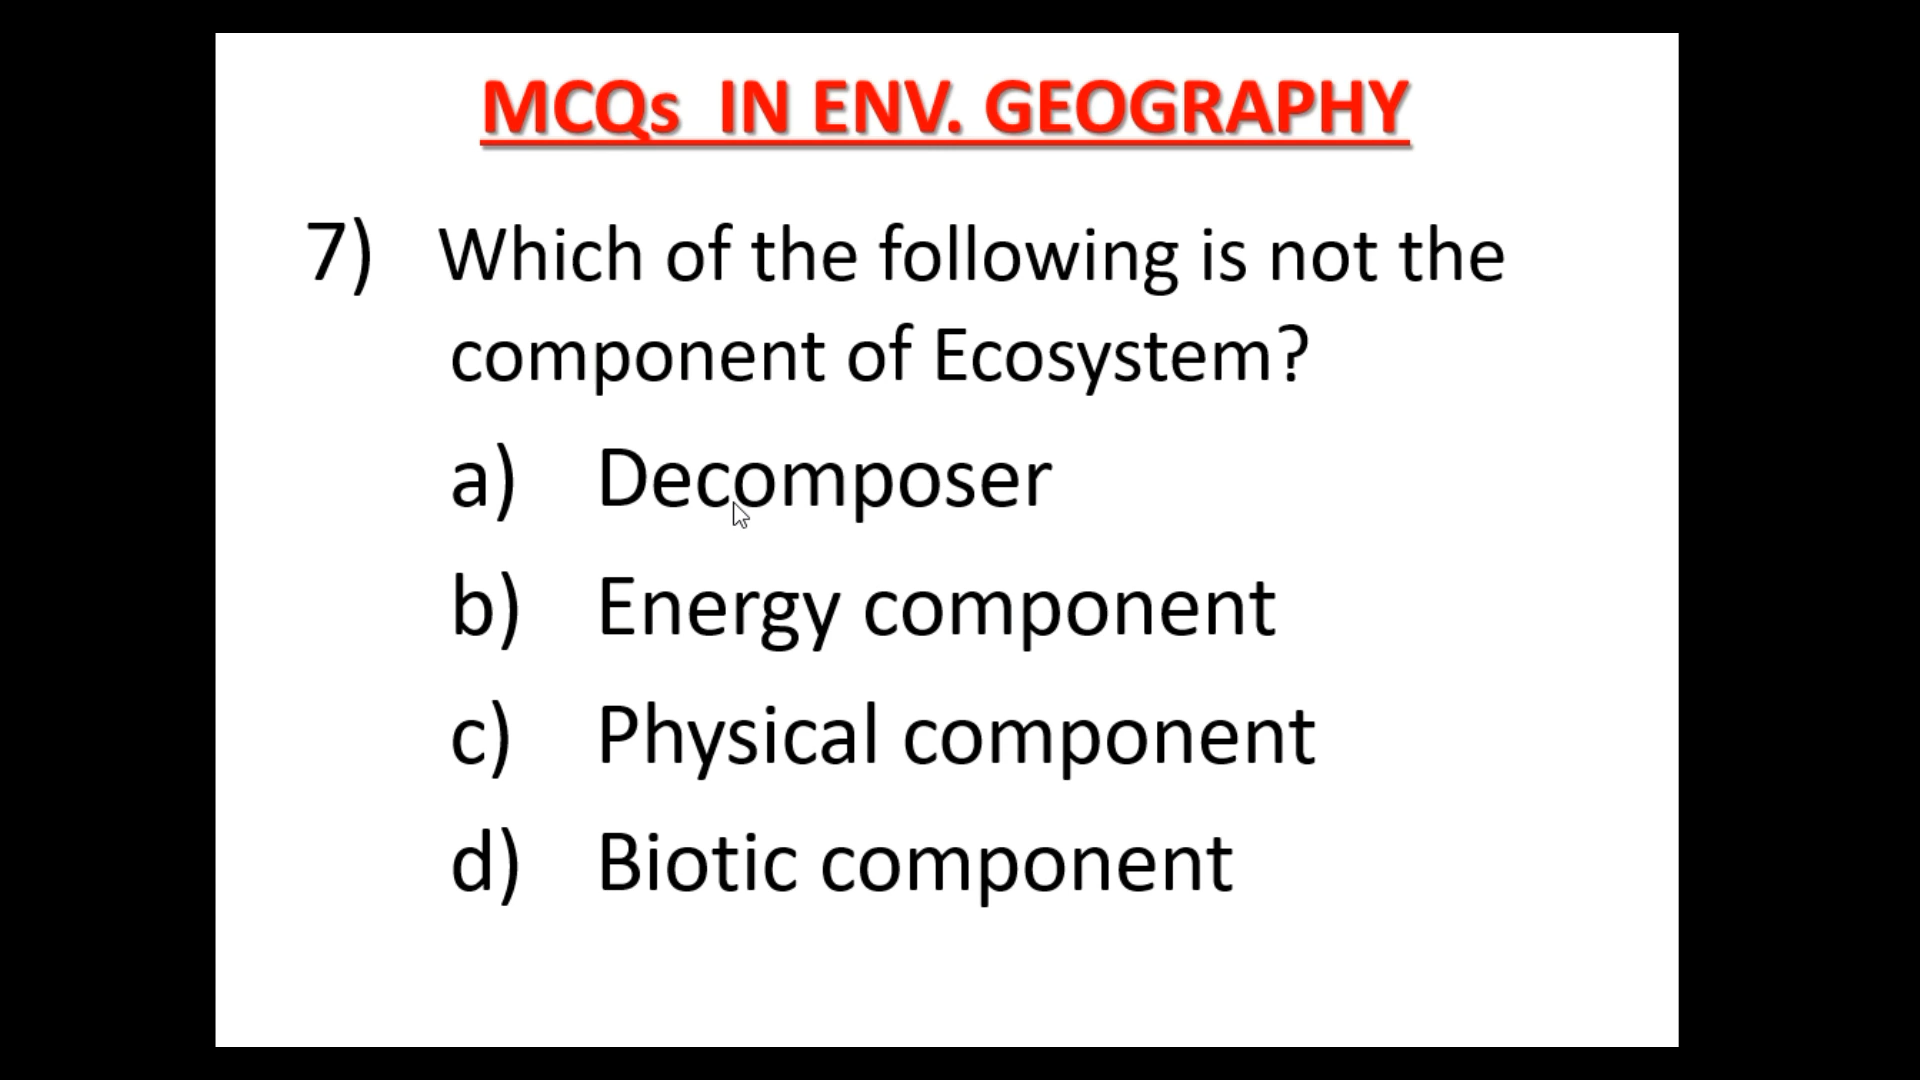 MCQs IN ENV. GEOGRAPHY
7) Which of the following is not the
component of Ecosystem?
a) Decomposer
b) Energy component
c) Physical component
d) Biotic component